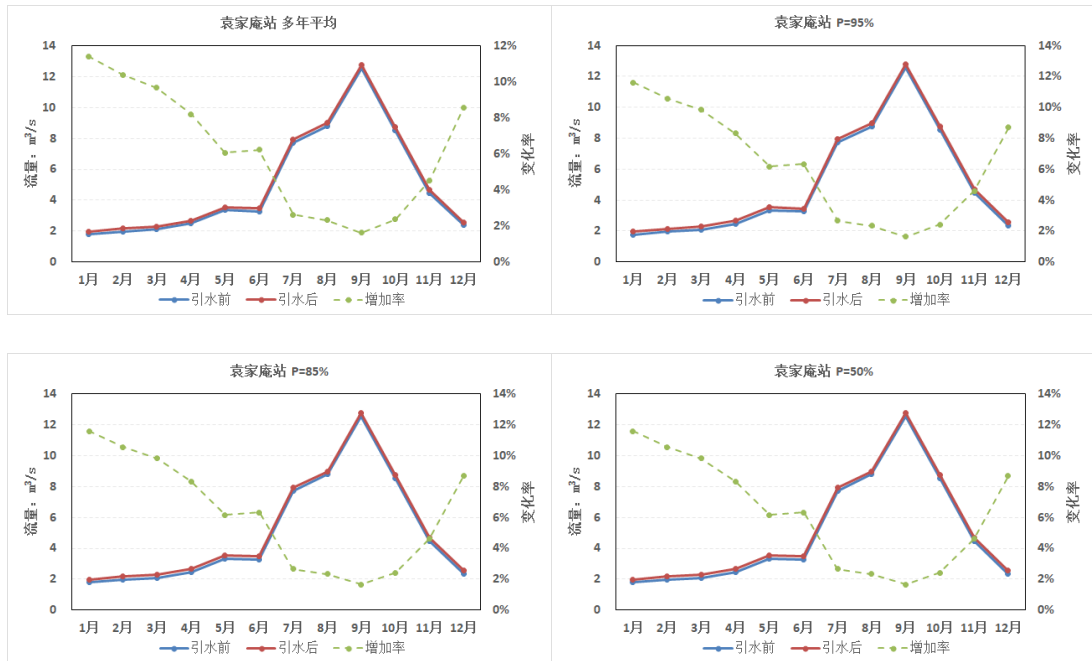 袁家庵站 多年平均
14 12 10 8 6 4 2 0
流量：m³/s
12% 10% 8% 6% 4% 2% 0%
变化率
1月 2月 3月 4月 5月 6月 7月 8月 9月 10月 11月 12月
引水前 引水后 增加率
袁家庵站 P=95%
14 12 10 8 6 4 2 0
流量：m³/s
14% 12% 10% 8% 6% 4% 2% 0%
变化率
1月 2月 3月 4月 5月 6月 7月 8月 9月 10月 11月 12月
引水前 引水后 增加率
袁家庵站 P=85%
14 12 10 8 6 4 2 0
流量：m³/s
14% 12% 10% 8% 6% 4% 2% 0%
变化率
1月 2月 3月 4月 5月 6月 7月 8月 9月 10月 11月 12月
引水前 引水后 增加率
袁家庵站 P=50%
14 12 10 8 6 4 2 0
流量：m³/s
14% 12% 10% 8% 6% 4% 2% 0%
变化率
1月 2月 3月 4月 5月 6月 7月 8月 9月 10月 11月 12月
引水前 引水后 增加率